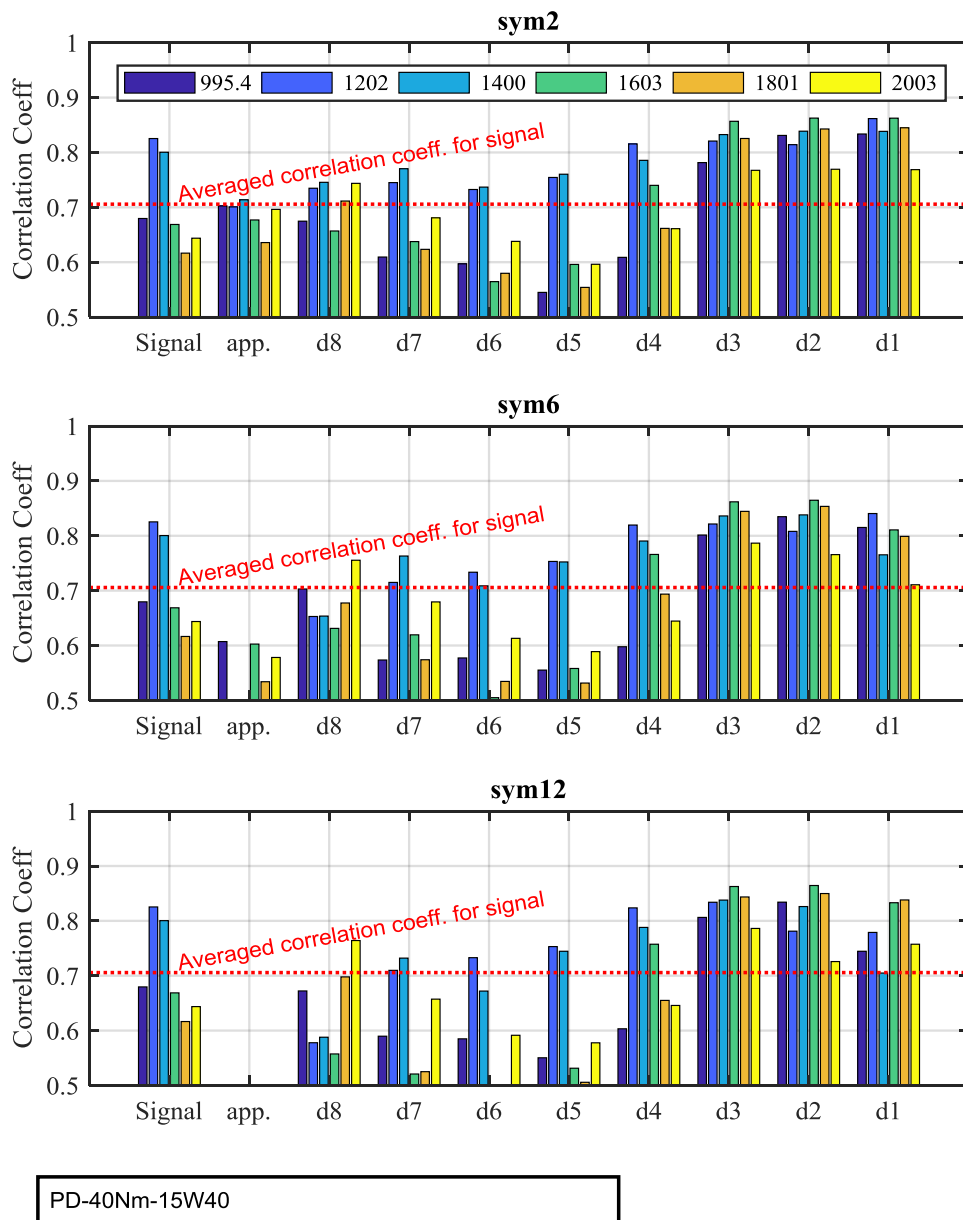 sym2
995.4 1202 1400 1603 1801 2003
Averaged correlation coeff. for signal
Correlation Coeff
1
0.9
0.8
0.7
0.6
0.5
Signal app. d8 d7 d6 d5 d4 d3 d2 d1
sym6
Averaged correlation coeff. for signal
Correlation Coeff
1
0.9
0.8
0.7
0.6
0.5
Signal app. d8 d7 d6 d5 d4 d3 d2 d1
sym12
Averaged correlation coeff. for signal
Correlation Coeff
1
0.9
0.8
0.7
0.6
0.5
Signal app. d8 d7 d6 d5 d4 d3 d2 d1
PD-40Nm-15W40